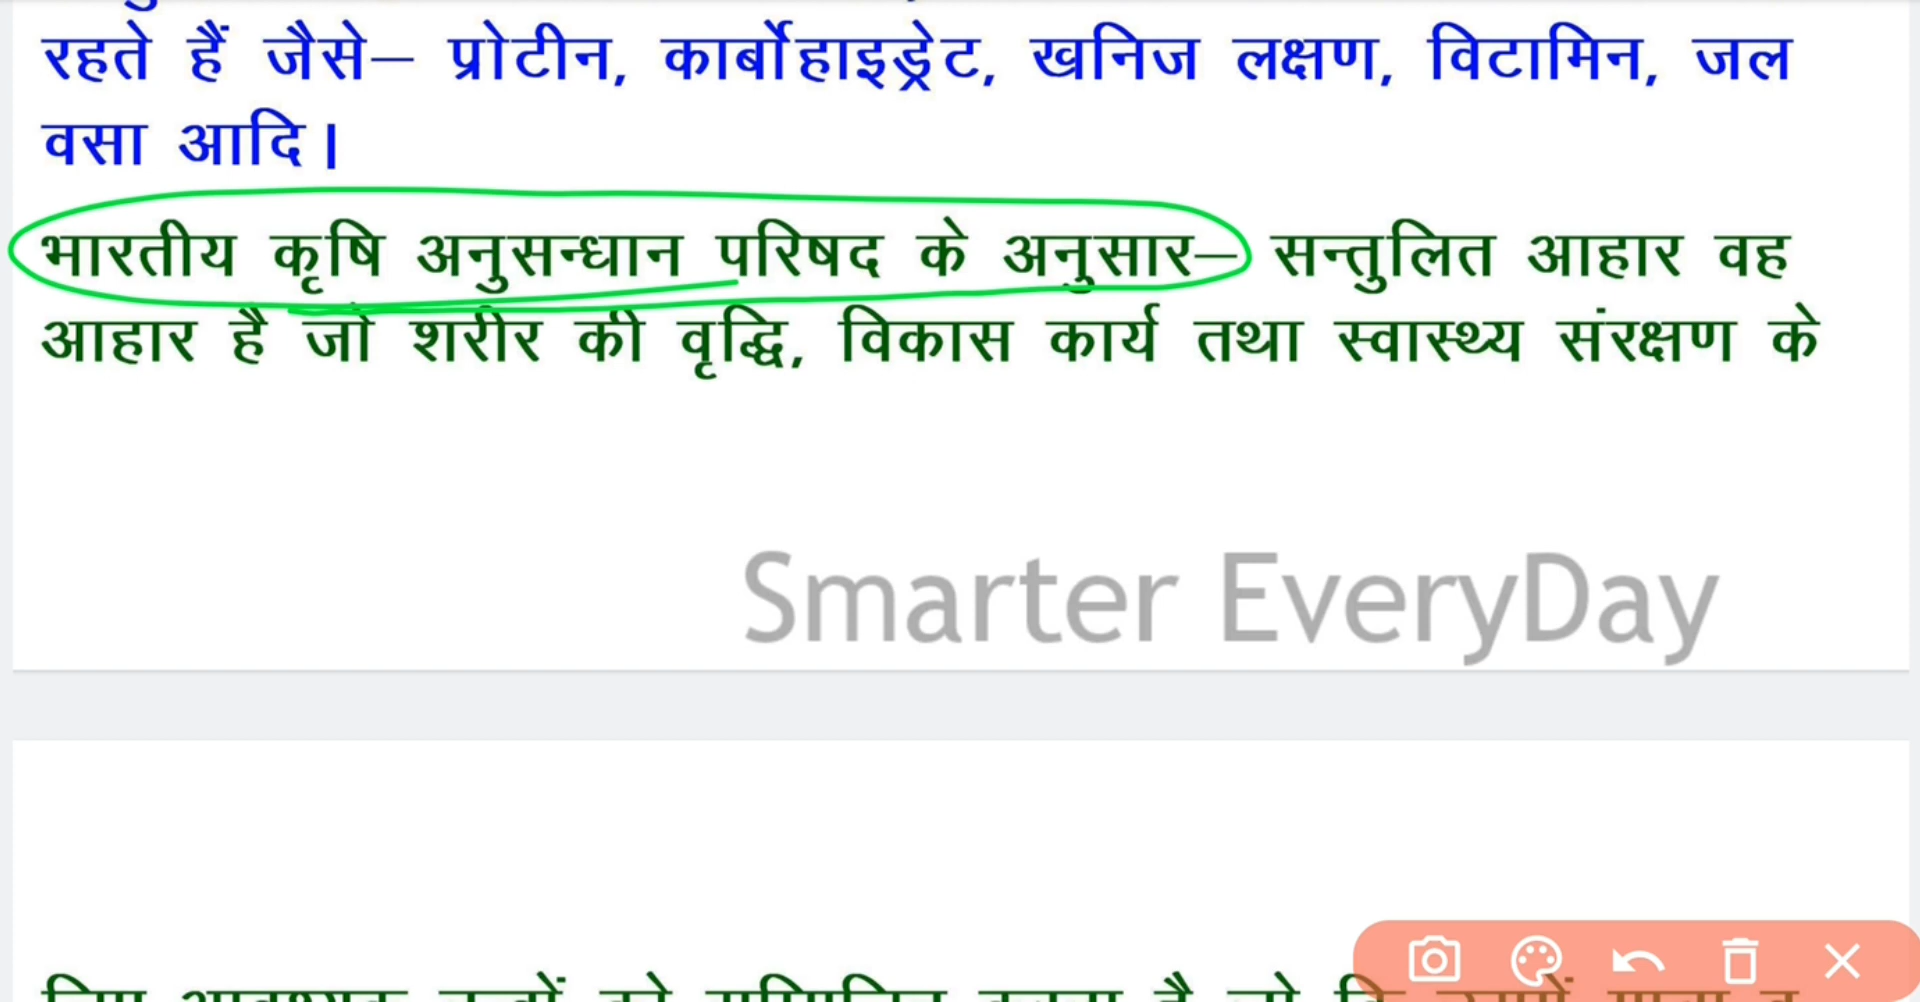 रहते हैं जैसे– प्रोटीन, कार्बोहाइड्रेट, खनिज लक्षण, विटामिन, जल
वसा आदि।
भारतीय कृषि अनुसन्धान परिषद के अनुसार– सन्तुलित आहार वह
आहार है जो शरीर की वृद्धि, विकास कार्य तथा स्वास्थ्य संरक्षण के
Smarter EveryDay